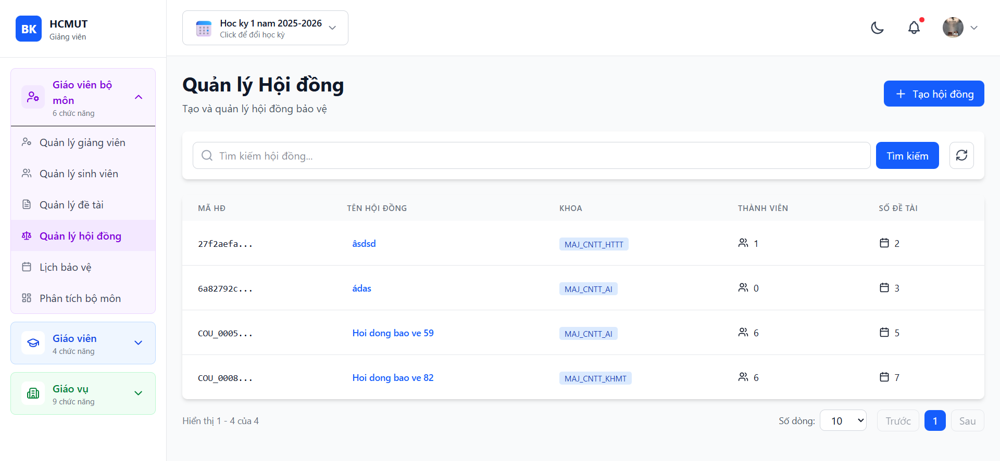 BK
HCMUT
Giảng viên
Giáo viên bộ
môn
6 chức năng
Quản lý giảng viên
Quản lý sinh viên
Quản lý đề tài
Quản lý hội đồng
Lịch bảo vệ
Phân tích bộ môn
Giáo viên
4 chức năng
Giáo vụ
9 chức năng
Hoc ky 1 nam 2025-2026
Click để đổi học kỳ
Quản lý Hội đồng
Tạo và quản lý hội đồng bảo vệ
Tạo hội đồng
Tìm kiếm hội đồng...
Tìm kiếm
MÃ HĐ TÊN HỘI ĐỒNG KHOA THÀNH VIÊN SỐ ĐỀ TÀI
27f2aefa... âsdsd MAJ_CNTT_HTTT 1 2
6a82792c... ádas MAJ_CNTT_AI 0 3
COU_0005... Hoi dong bao ve 59 MAJ_CNTT_AI 6 5
COU_0008... Hoi dong bao ve 82 MAJ_CNTT_KHMT 6 7
Hiển thị 1 - 4 của 4
Số dòng: 10 Trước 1 Sau